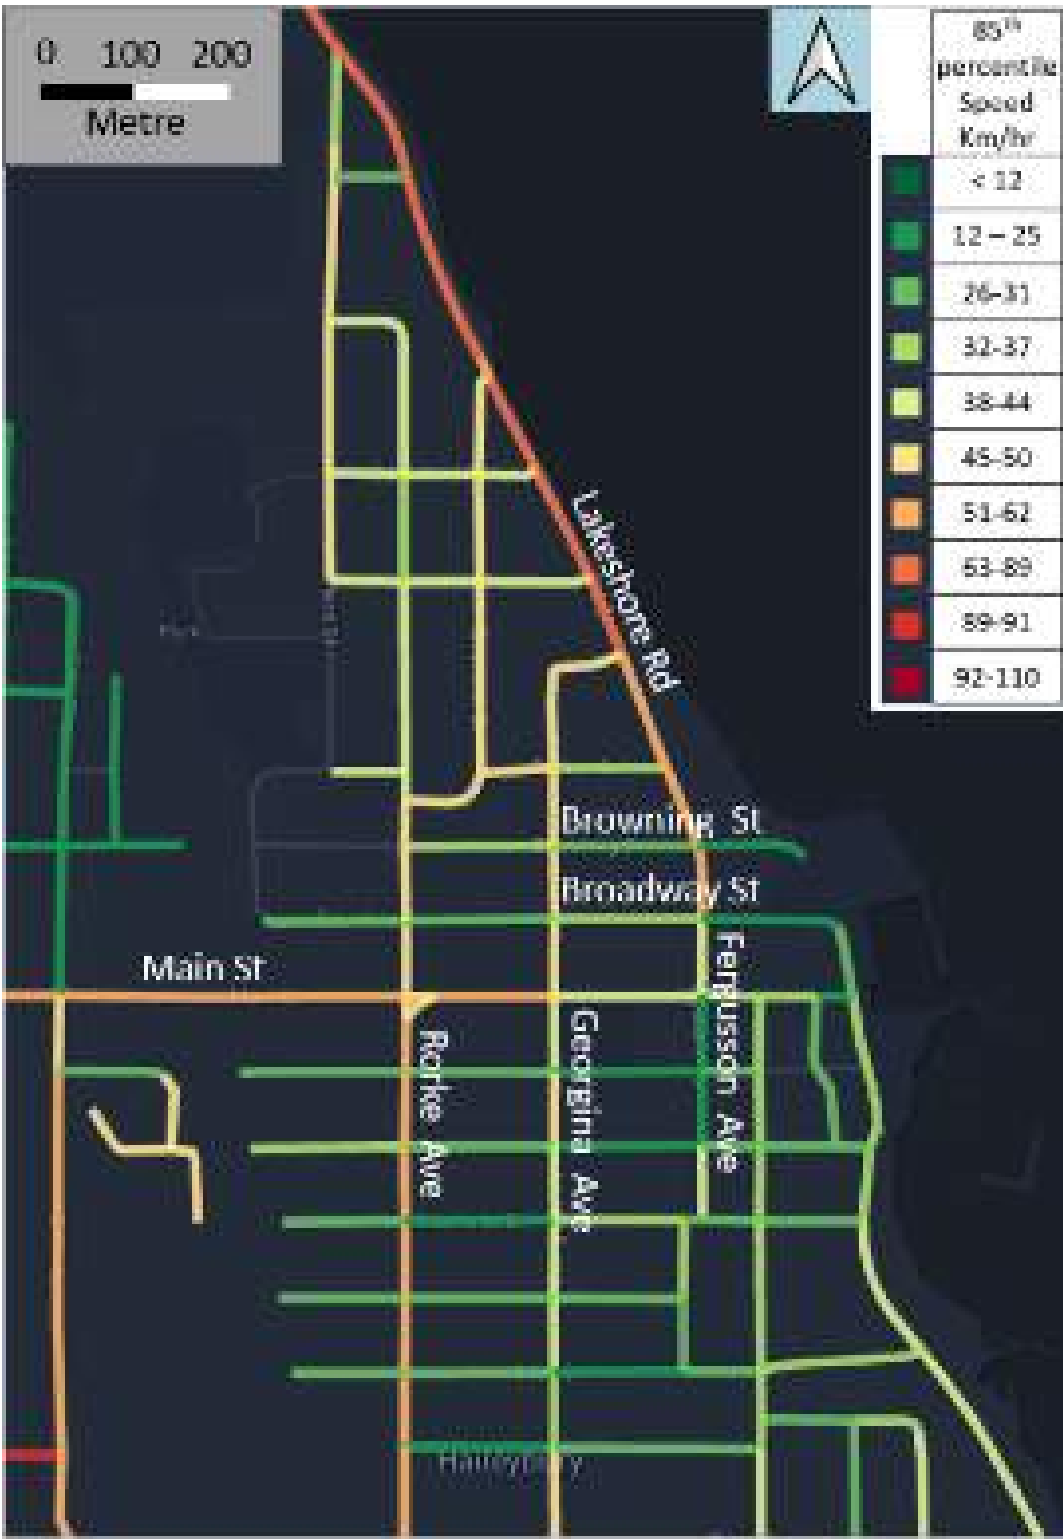 0 100 200
Metre
85th
percentile
Speed
Km/hr
< 12
12 – 25
26-31
32-37
38-44
45-50
51-62
63-89
89-91
92-110
Lakeshore Rd
Browning St
Broadway St
Main St
Fergusson Ave
Georgina Ave
Rorke Ave
Haileybury